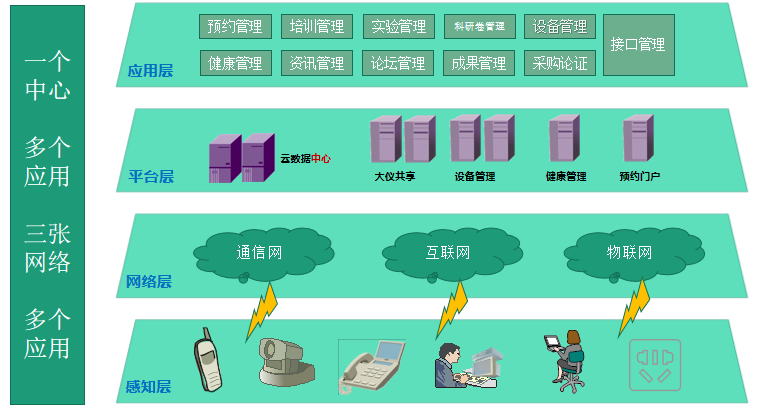 一个
中心
多个
应用
三张
网络
多个
应用
预约管理 培训管理 实验管理 科研卷管理 设备管理
接口管理
健康管理 资讯管理 论坛管理 成果管理 采购论证
应用层
云数据中心
大仪共享 设备管理 健康管理 预约门户
平台层
通信网 互联网 物联网
网络层
感知层